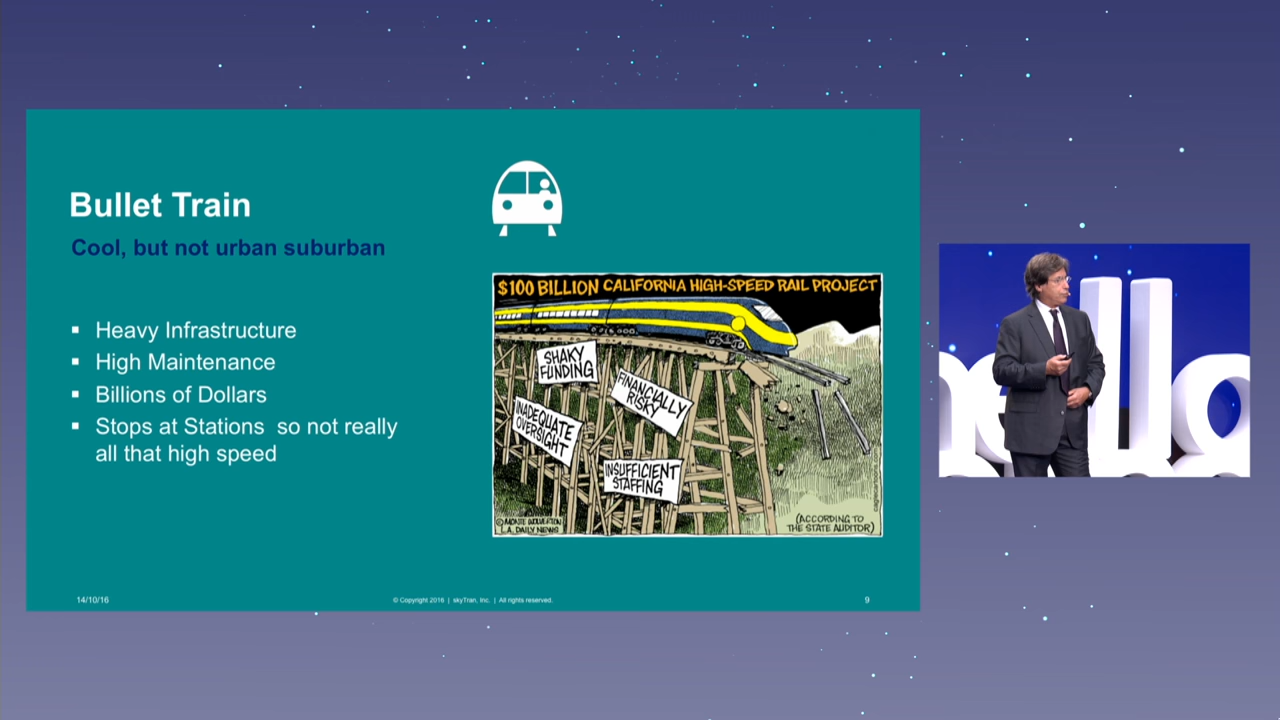 Bullet Train
Cool, but not urban suburban
Heavy Infrastructure
High Maintenance
Billions of Dollars
Stops at Stations so not really
all that high speed
$100 BILLION CALIFORNIA HIGH-SPEED RAIL PROJECT
SHAKY
FUNDING
FINANCIALLY
RISKY
INADEQUATE
OVERSIGHT
INSUFFICIENT
STAFFING
© MONTE WOLVERTON
L.A. DAILY NEWS
(ACCORDING TO
THE STATE AUDITOR)
14/10/16
© Copyright 2016 | skyTran, Inc. | All rights reserved.
9